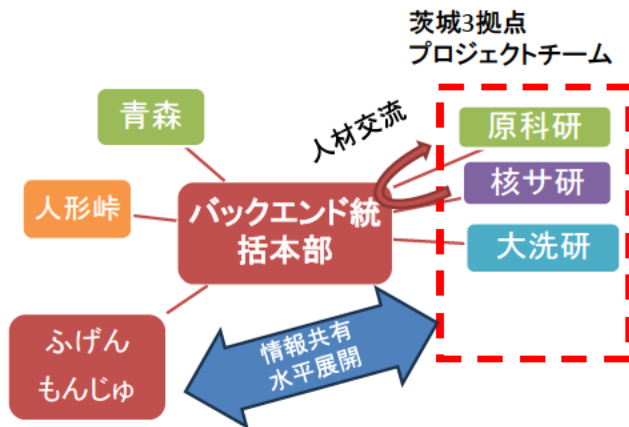 茨城3拠点
プロジェクトチーム
青森
人材交流
原科研
人形峠
バックエンド統
括本部
核サ研
大洗研
ふげん
もんじゅ
情報共有
水平展開